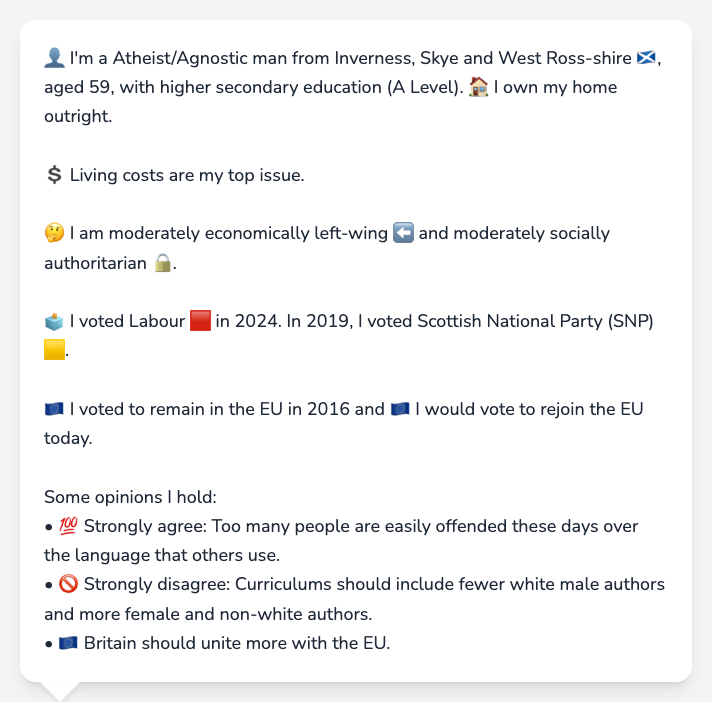 👤 I'm a Atheist/Agnostic man from Inverness, Skye and West Ross-shire 🏴󠁧󠁢󠁳󠁣󠁴󠁿,
aged 59, with higher secondary education (A Level). 🏠 I own my home
outright.
💲 Living costs are my top issue.
🤔 I am moderately economically left-wing ⬅️ and moderately socially
authoritarian 🔒.
🗳️ I voted Labour 🟥 in 2024. In 2019, I voted Scottish National Party (SNP)
🟨.
🇪🇺 I voted to remain in the EU in 2016 and 🇪🇺 I would vote to rejoin the EU
today.
Some opinions I hold:
• 💯 Strongly agree: Too many people are easily offended these days over
the language that others use.
• 🚫 Strongly disagree: Curriculums should include fewer white male authors
and more female and non-white authors.
• 🇪🇺 Britain should unite more with the EU.